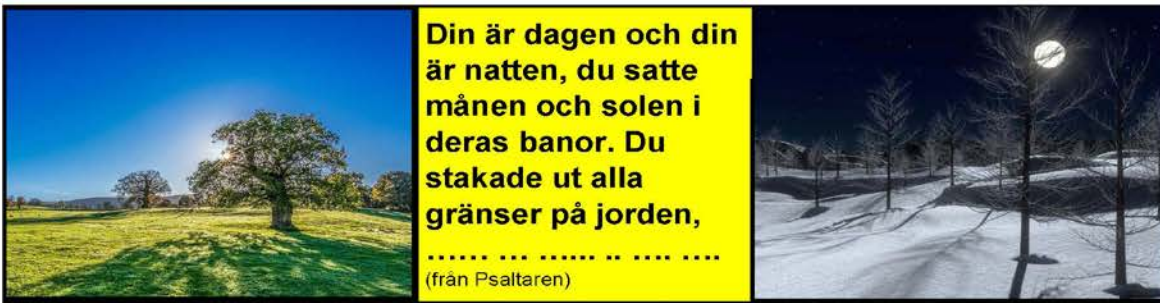 Din är dagen och din
är natten, du satte
månen och solen i
deras banor. Du
stakade ut alla
gränser på jorden,
...... ... ...... .. .... ....
(från Psaltaren)